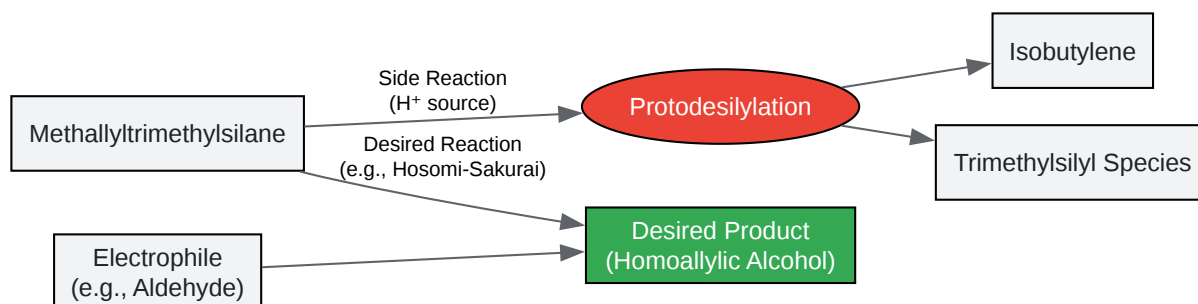 Isobutylene
Side Reaction
(H⁺ source)
Protodesilylation
Methallyltrimethylsilane
Desired Reaction
(e.g., Hosomi-Sakurai)
Trimethylsilyl Species
Desired Product
(Homoallylic Alcohol)
Electrophile
(e.g., Aldehyde)